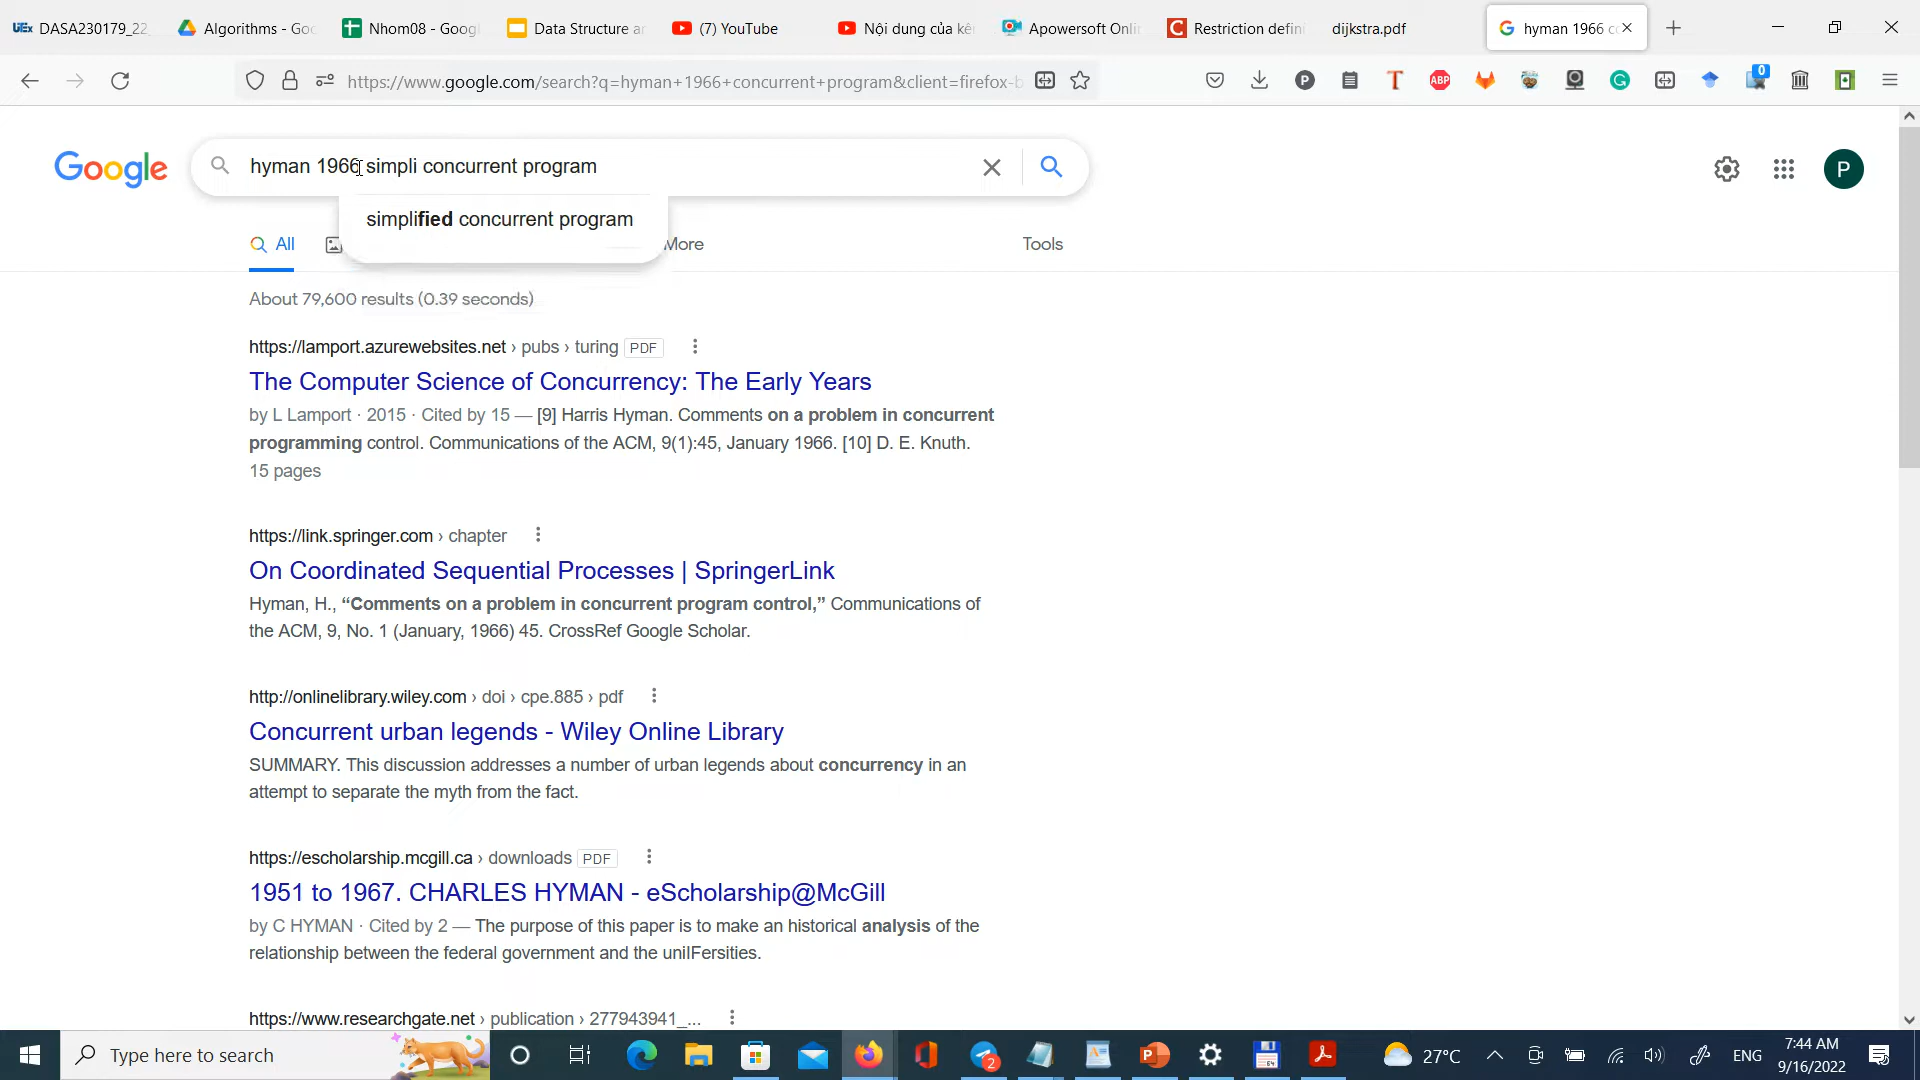 DASA230179_22_
Algorithms - Goo
Nhom08 - Googl
Data Structure ar
(7) YouTube
Nội dung của kê
Apowersoft Onlin
Restriction defini
dijkstra.pdf
hyman 1966 c
https://www.google.com/search?q=hyman+1966+concurrent+program&client=firefox-b
ABP
0
Google
hyman 1966 simpli concurrent program
P
simplified concurrent program
All
More
Tools
About 79,600 results (0.39 seconds)
https://lamport.azurewebsites.net › pubs › turing PDF
The Computer Science of Concurrency: The Early Years
by L Lamport · 2015 · Cited by 15 — [9] Harris Hyman. Comments on a problem in concurrent
programming control. Communications of the ACM, 9(1):45, January 1966. [10] D. E. Knuth.
15 pages
https://link.springer.com › chapter
On Coordinated Sequential Processes | SpringerLink
Hyman, H., “Comments on a problem in concurrent program control,” Communications of
the ACM, 9, No. 1 (January, 1966) 45. CrossRef Google Scholar.
http://onlinelibrary.wiley.com › doi › cpe.885 › pdf
Concurrent urban legends - Wiley Online Library
SUMMARY. This discussion addresses a number of urban legends about concurrency in an
attempt to separate the myth from the fact.
https://escholarship.mcgill.ca › downloads PDF
1951 to 1967. CHARLES HYMAN - eScholarship@McGill
by C HYMAN · Cited by 2 — The purpose of this paper is to make an historical analysis of the
relationship between the federal government and the unilFersities.
https://www.researchgate.net › publication › 277943941_...
Type here to search
2
27°C
ENG
7:44 AM
9/16/2022